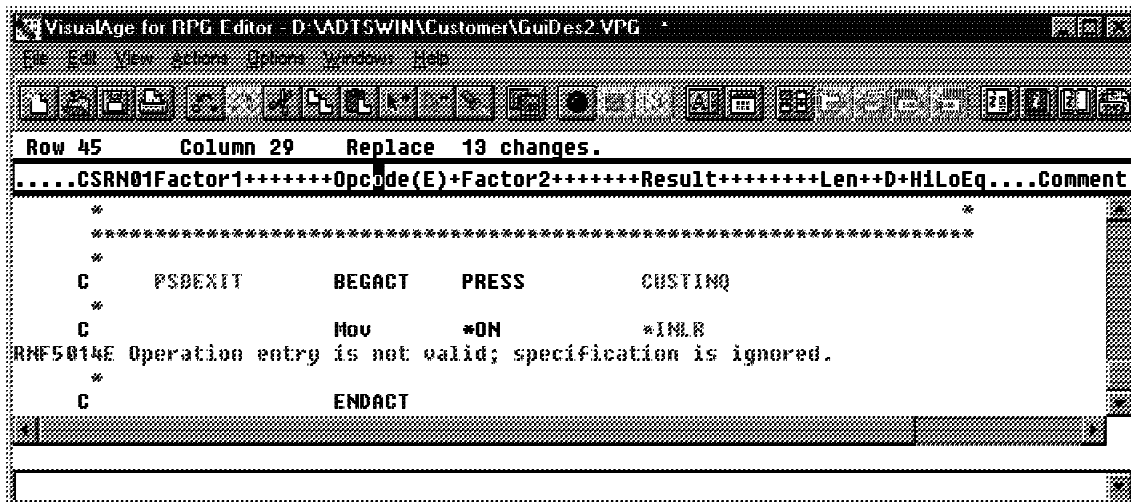 VisualAge for RPG Editor - D:\ADTSWIN\Customer\GuiDes2.VPG *
File Edit View Actions Options Windows Help
Row 45 Column 29 Replace 13 changes.
.....CSRN01Factor1+++++++Opcode(E)+Factor2+++++++Result++++++++Len++D+HiLoEq....Comment
* *
*********************************************************************
*
C PSBEXIT BEGACT PRESS CUSTINQ
*
C Mov *ON *INLR
RNF5014E Operation entry is not valid; specification is ignored.
*
C ENDACT